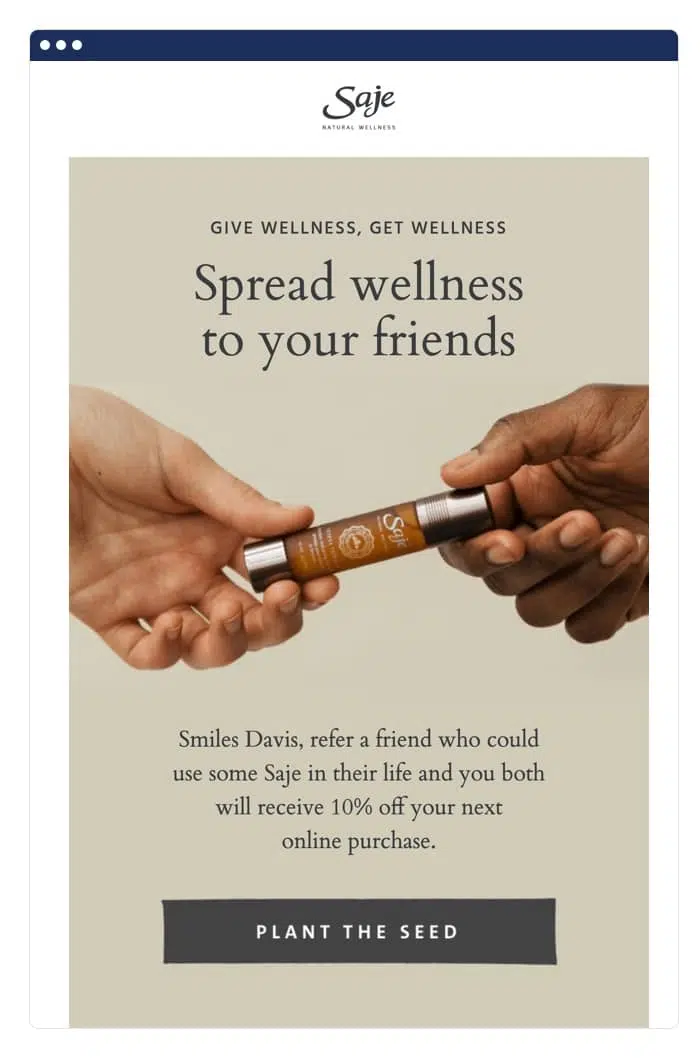 Saje
NATURAL WELLNESS
GIVE WELLNESS, GET WELLNESS
Spread wellness
to your friends
Saje
Smiles Davis, refer a friend who could
use some Saje in their life and you both
will receive 10% off your next
online purchase.
PLANT THE SEED